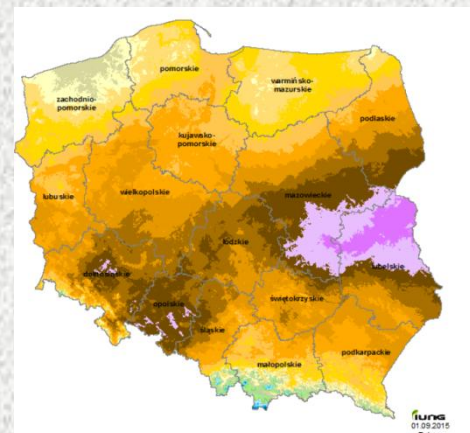 pomorskie
warmińsko-
mazurskie
zachodnio-
pomorskie
podlaskie
kujawsko-
pomorskie
lubuskie
wielkopolskie
mazowieckie
łódzkie
lubelskie
dolnośląskie
opolskie
świętokrzyskie
śląskie
małopolskie
podkarpackie
IUNG
01.09.2015